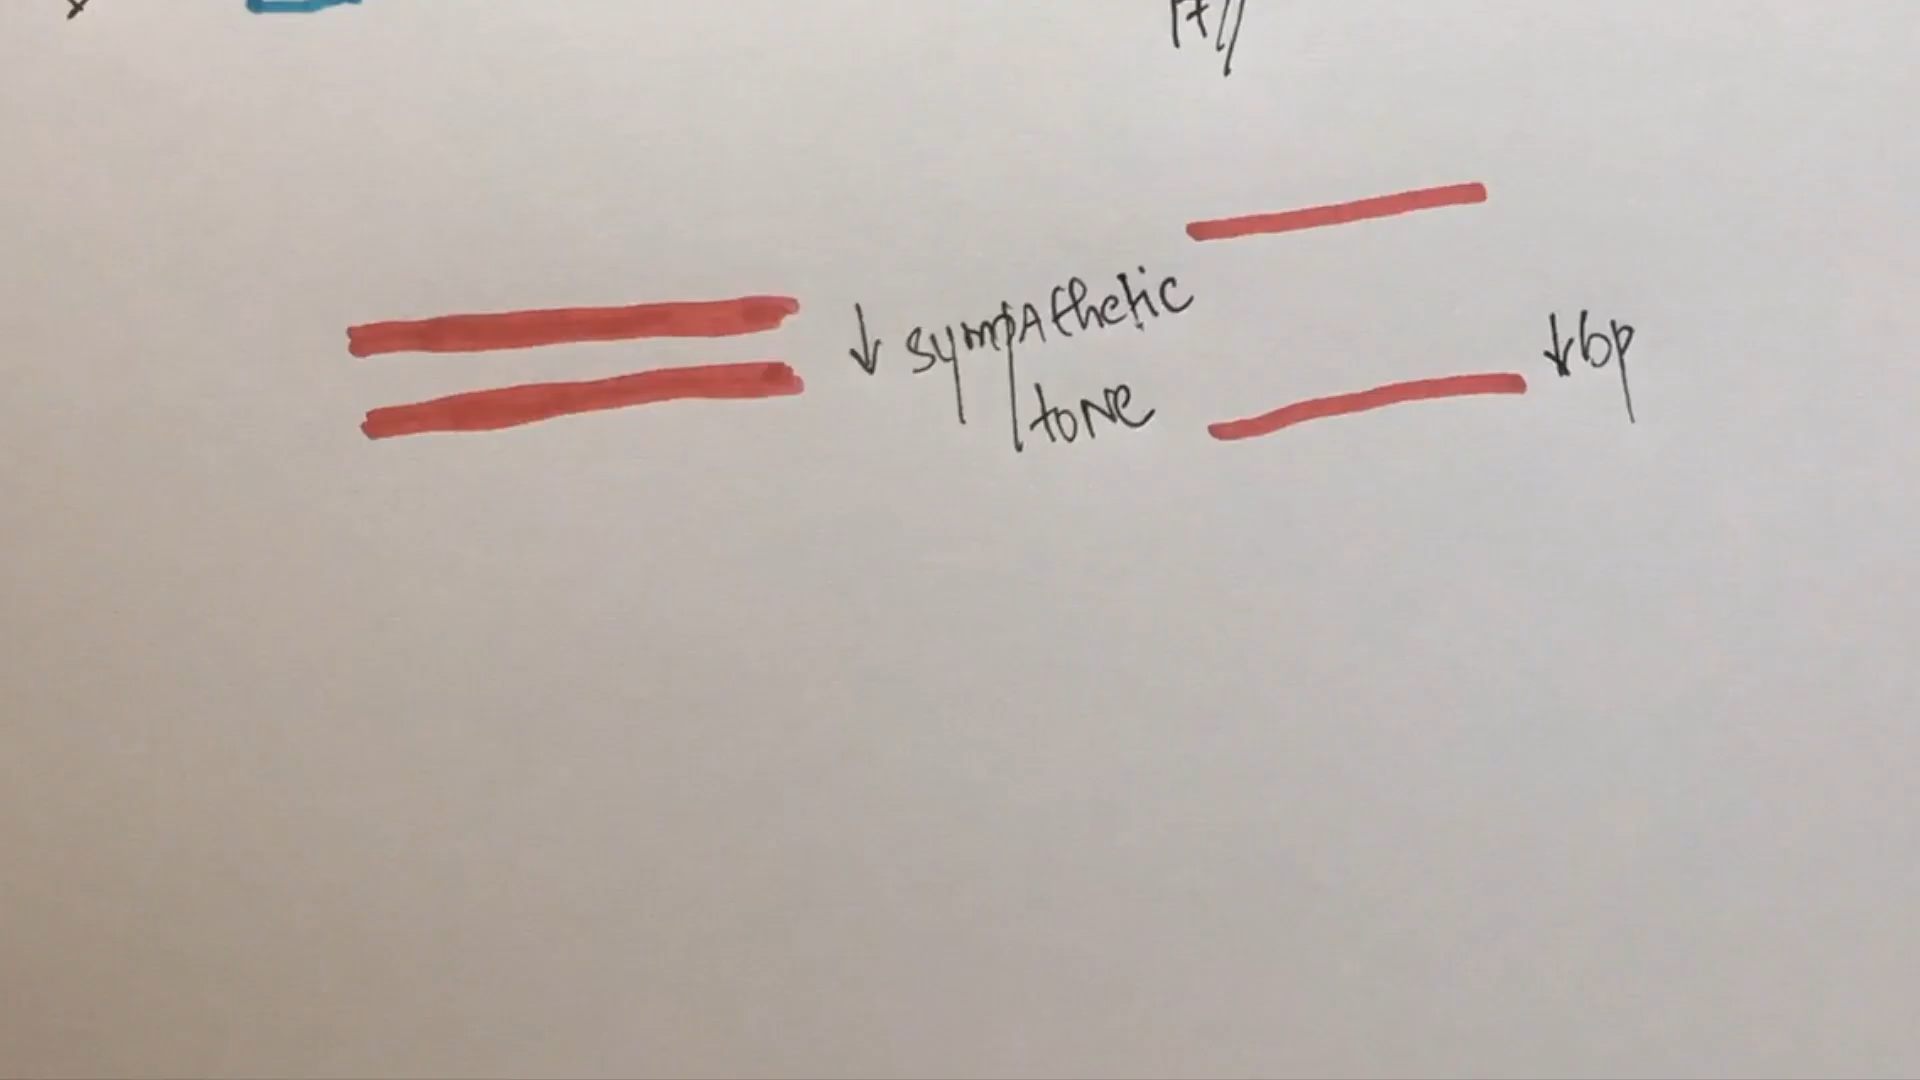 ↓ sympAthetic
tone
↓bp